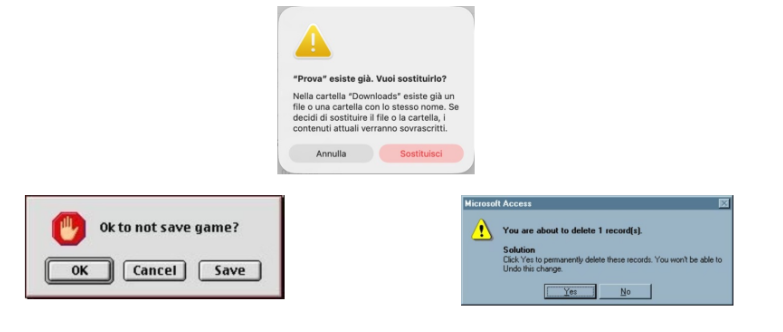 "Prova" esiste già. Vuoi sostituirlo?
Nella cartella "Downloads" esiste già un
file o una cartella con lo stesso nome. Se
decidi di sostituire il file o la cartella, i
contenuti attuali verranno sovrascritti.
Annulla Sostituisci
Ok to not save game?
OK Cancel Save
Microsoft Access
You are about to delete 1 record(s).
Solution
Click Yes to permanently delete these records. You won't be able to
Undo this change.
Yes No